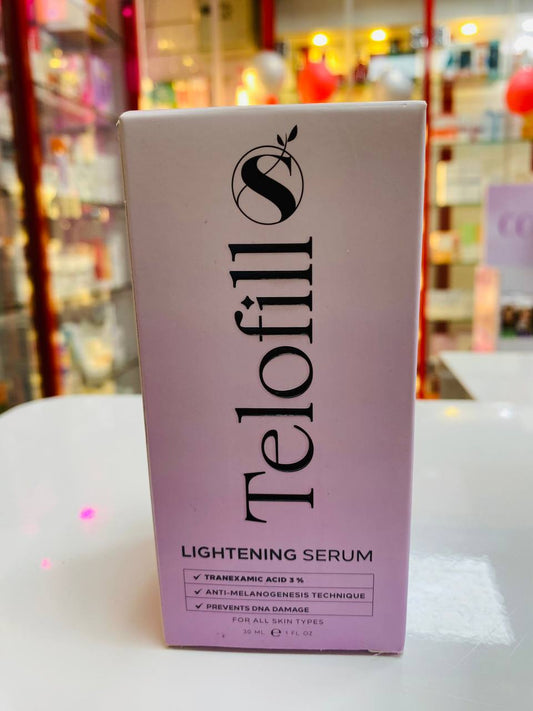 Telofill S
LIGHTENING SERUM
✓ TRANEXAMIC ACID 3 %
✓ ANTI-MELANOGENESIS TECHNIQUE
✓ PREVENTS DNA DAMAGE
FOR ALL SKIN TYPES
30 ML ℮ 1 FL OZ